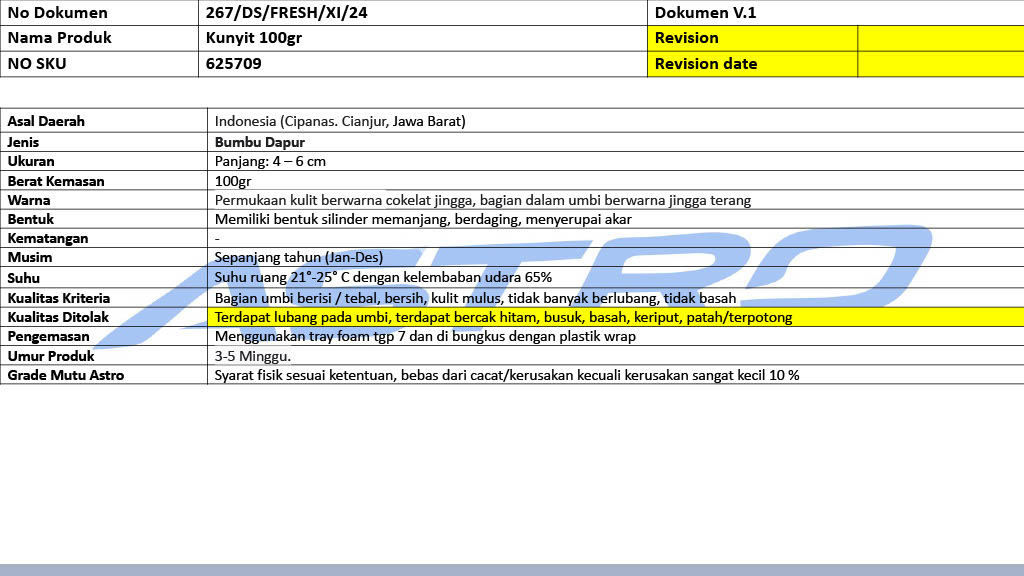 No Dokumen 267/DS/FRESH/XI/24 Dokumen V.1
Nama Produk Kunyit 100gr Revision
NO SKU 625709 Revision date
Asal Daerah Indonesia (Cipanas. Cianjur, Jawa Barat)
Jenis Bumbu Dapur
Ukuran Panjang: 4 – 6 cm
Berat Kemasan 100gr
Warna Permukaan kulit berwarna cokelat jingga, bagian dalam umbi berwarna jingga terang
Bentuk Memiliki bentuk silinder memanjang, berdaging, menyerupai akar
Kematangan -
Musim Sepanjang tahun (Jan-Des)
Suhu Suhu ruang 21°-25° C dengan kelembaban udara 65%
Kualitas Kriteria Bagian umbi berisi / tebal, bersih, kulit mulus, tidak banyak berlubang, tidak basah
Kualitas Ditolak Terdapat lubang pada umbi, terdapat bercak hitam, busuk, basah, keriput, patah/terpotong
Pengemasan Menggunakan tray foam tgp 7 dan di bungkus dengan plastik wrap
Umur Produk 3-5 Minggu.
Grade Mutu Astro Syarat fisik sesuai ketentuan, bebas dari cacat/kerusakan kecuali kerusakan sangat kecil 10 %
ASTRO